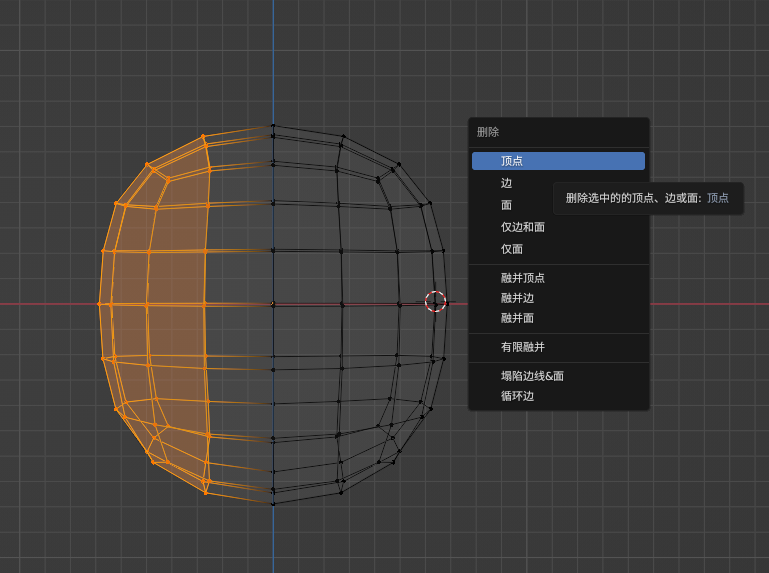 删除
顶点
边
删除选中的的顶点、边或面: 顶点
面
仅边和面
仅面
融并顶点
融并边
融并面
有限融并
塌陷边线&面
循环边